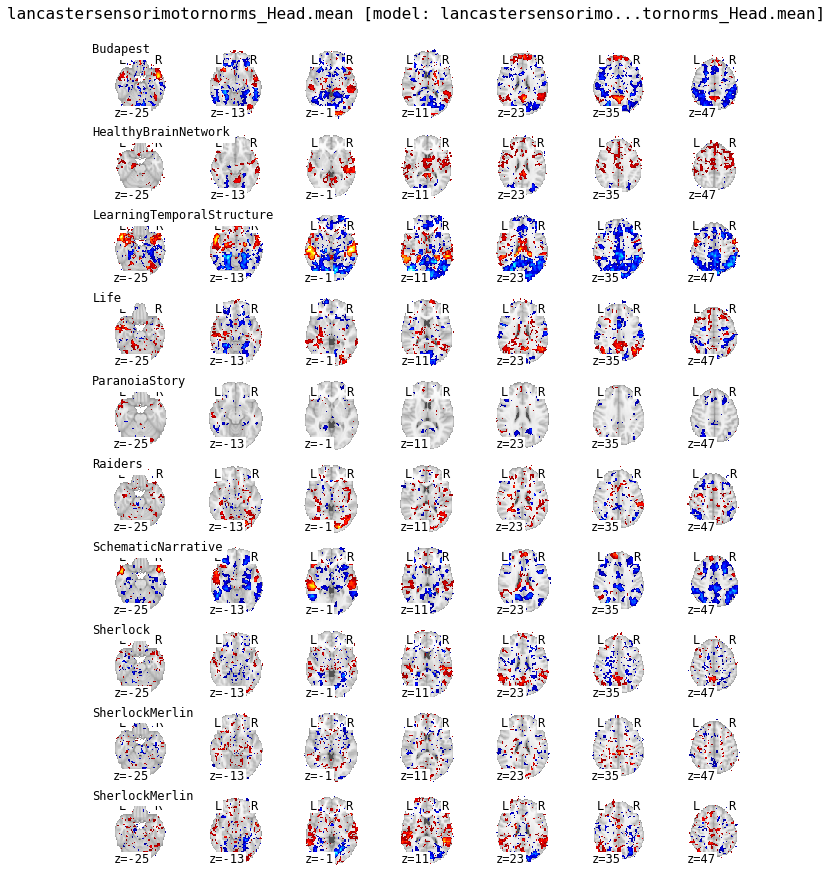 lancastersensorimotornorms_Head.mean [model: lancastersensorimo...tornorms_Head.mean]
Budapest
L R L R L R L R L R L R L R
z=-25 z=-13 z=-1 z=11 z=23 z=35 z=47
HealthyBrainNetwork
L R L R L R L R L R L R L R
z=-25 z=-13 z=-1 z=11 z=23 z=35 z=47
LearningTemporalStructure
L R L R L R L R L R L R L R
z=-25 z=-13 z=-1 z=11 z=23 z=35 z=47
Life
L R L R L R L R L R L R L R
z=-25 z=-13 z=-1 z=11 z=23 z=35 z=47
ParanoiaStory
L R L R L R L R L R L R L R
z=-25 z=-13 z=-1 z=11 z=23 z=35 z=47
Raiders
L R L R L R L R L R L R L R
z=-25 z=-13 z=-1 z=11 z=23 z=35 z=47
SchematicNarrative
L R L R L R L R L R L R L R
z=-25 z=-13 z=-1 z=11 z=23 z=35 z=47
Sherlock
L R L R L R L R L R L R L R
z=-25 z=-13 z=-1 z=11 z=23 z=35 z=47
SherlockMerlin
L R L R L R L R L R L R L R
z=-25 z=-13 z=-1 z=11 z=23 z=35 z=47
SherlockMerlin
L R L R L R L R L R L R L R
z=-25 z=-13 z=-1 z=11 z=23 z=35 z=47